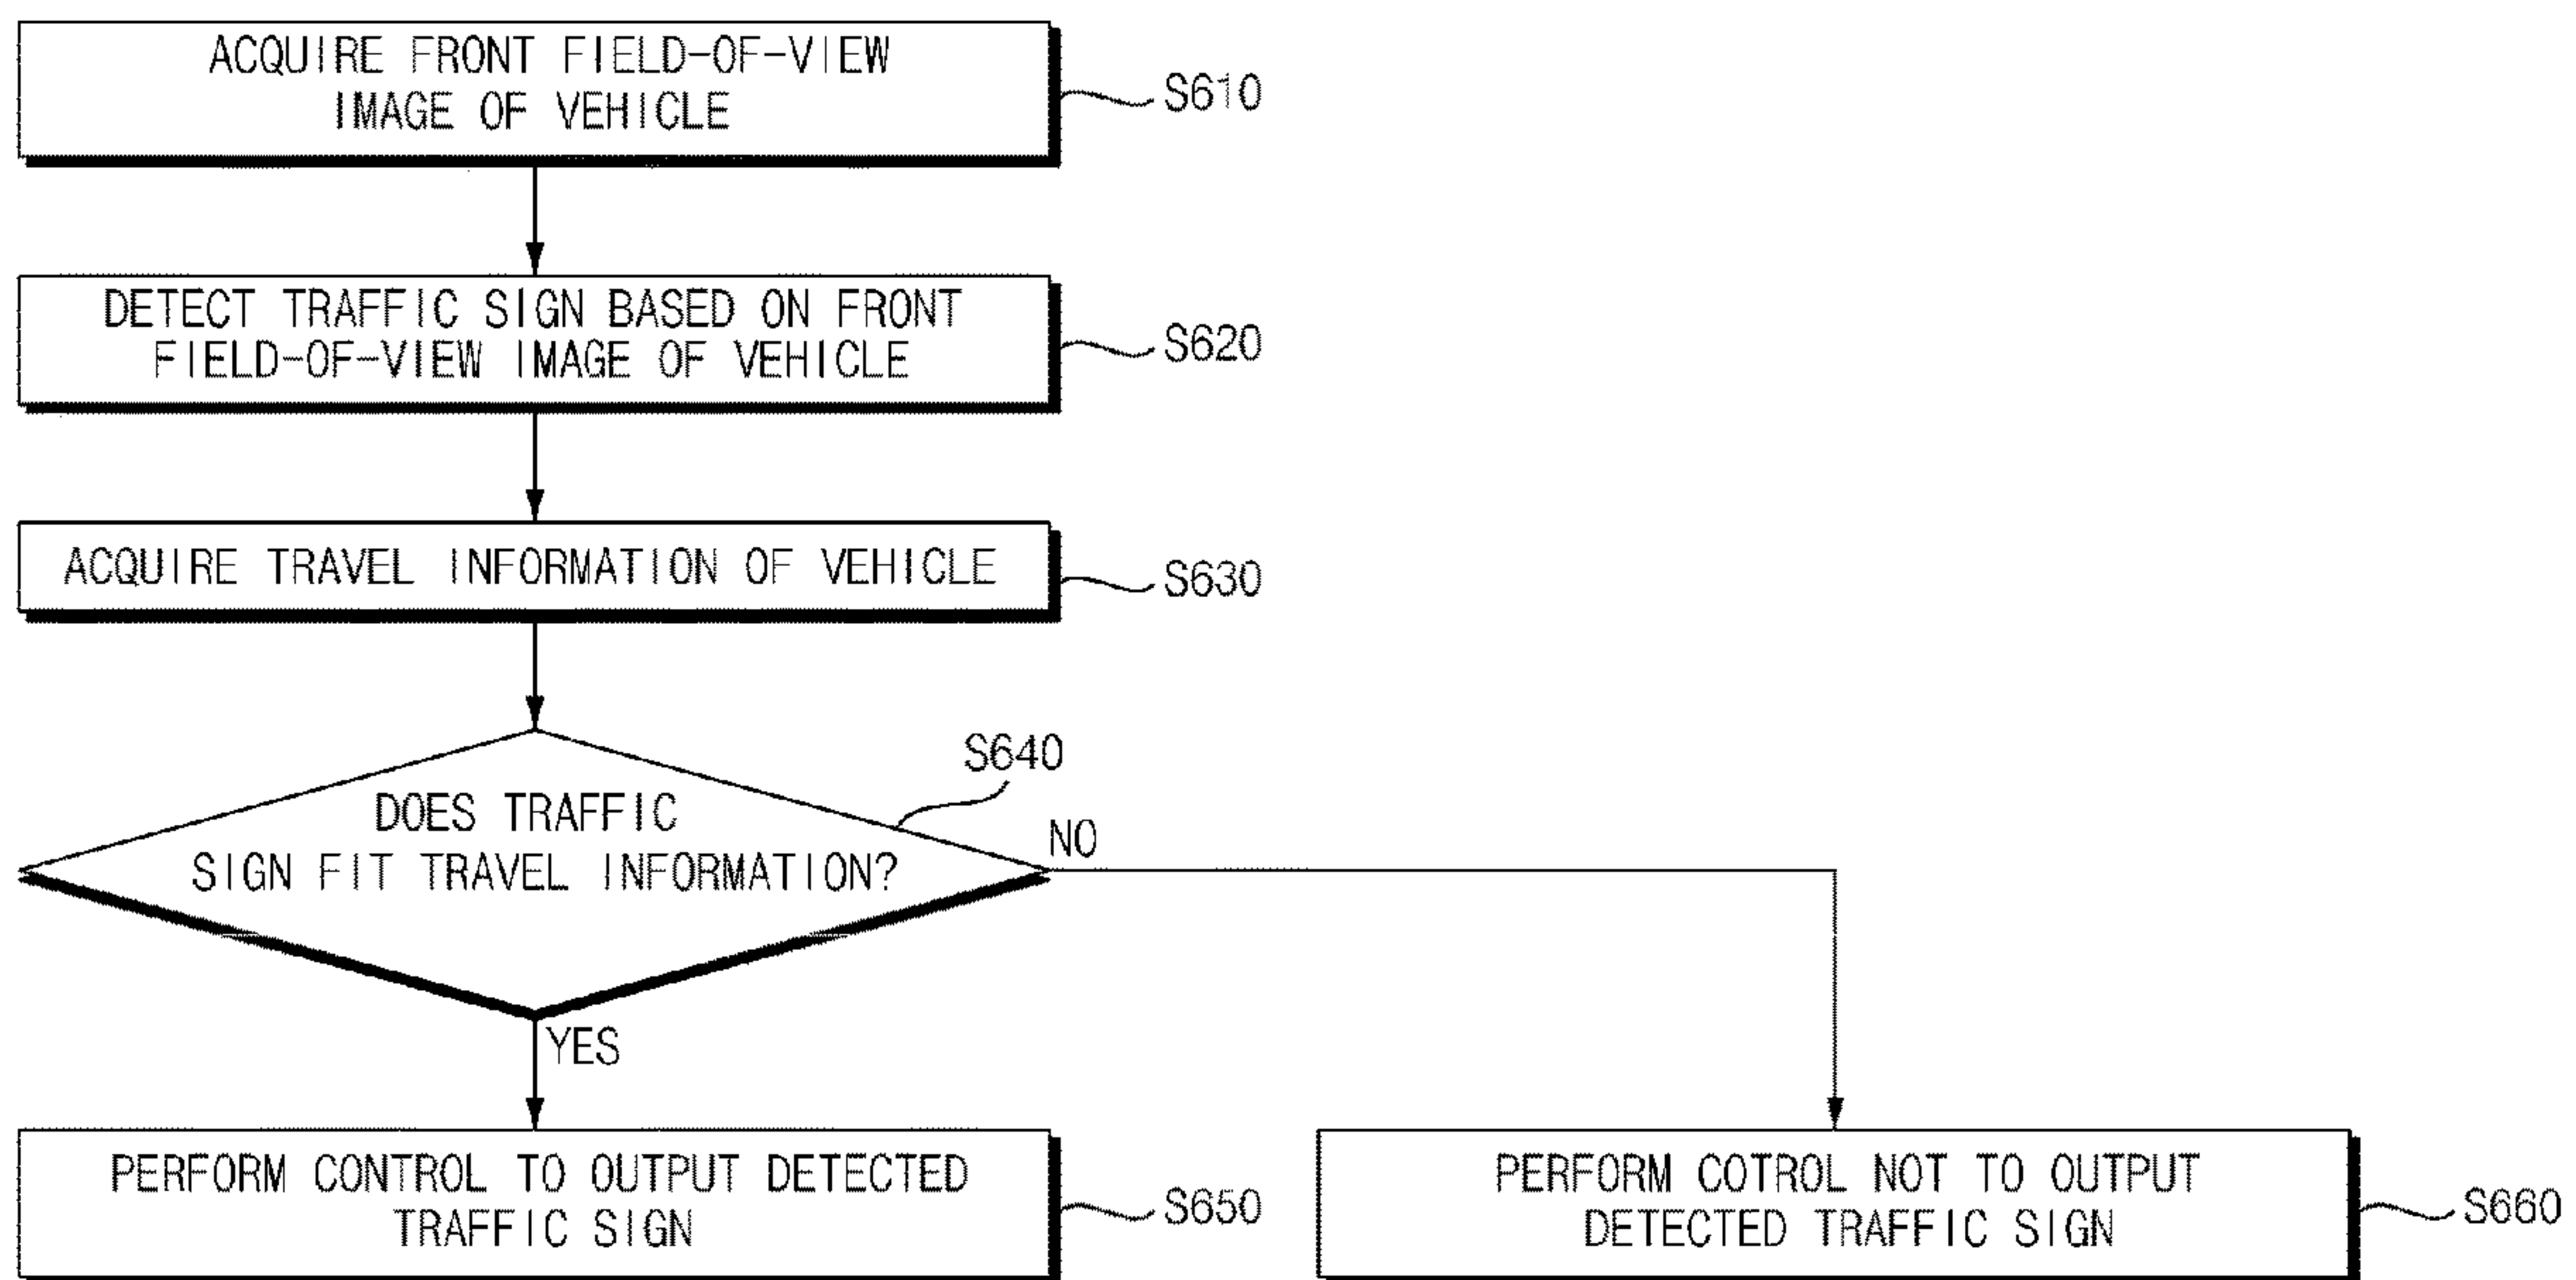 ACQUIRE FRONT FIELD-OF-VIEW
IMAGE OF VEHICLE
S610
DETECT TRAFFIC SIGN BASED ON FRONT
FIELD-OF-VIEW IMAGE OF VEHICLE
S620
ACQUIRE TRAVEL INFORMATION OF VEHICLE
S630
S640
DOES TRAFFIC
SIGN FIT TRAVEL INFORMATION?
NO
YES
PERFORM CONTROL TO OUTPUT DETECTED
TRAFFIC SIGN
S650
PERFORM COTROL NOT TO OUTPUT
DETECTED TRAFFIC SIGN
S660